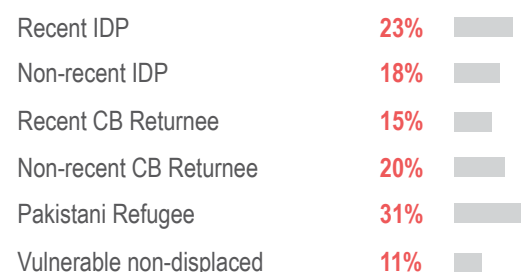 Recent IDP 23%
Non-recent IDP 18%
Recent CB Returnee 15%
Non-recent CB Returnee 20%
Pakistani Refugee 31%
Vulnerable non-displaced 11%